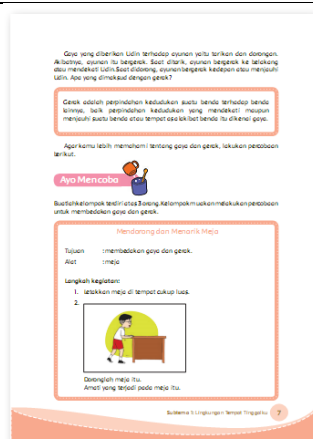 Gaya yang diberikan Udin terhadap ayunan yaitu tarikan dan dorongan.
Akibatnya, ayunan itu bergerak. Saat ditarik, ayunan bergerak ke belakang
atau mendekati Udin. Saat didorong, ayunan bergerak kedepan atau menjauhi
Udin. Apa yang dimaksud dengan gerak?
Gerak adalah perpindahan kedudukan suatu benda terhadap benda
lainnya, baik perpindahan kedudukan yang mendekati maupun
menjauhi suatu benda atau tempat asal akibat benda itu dikenai gaya.
Agar kamu lebih memahami tentang gaya dan gerak, lakukan percobaan
berikut.
Ayo Mencoba
Buatlah kelompok terdiri atas 3 orang. Kelompokmu akan melakukan percobaan
untuk membedakan gaya dan gerak.
Mendorong dan Menarik Meja
Tujuan : membedakan gaya dan gerak.
Alat : meja
Langkah kegiatan:
1. Letakkan meja di tempat cukup luas.
2.
Doronglah meja itu.
Amati yang terjadi pada meja itu.
Subtema 1: Lingkungan Tempat Tinggalku 7